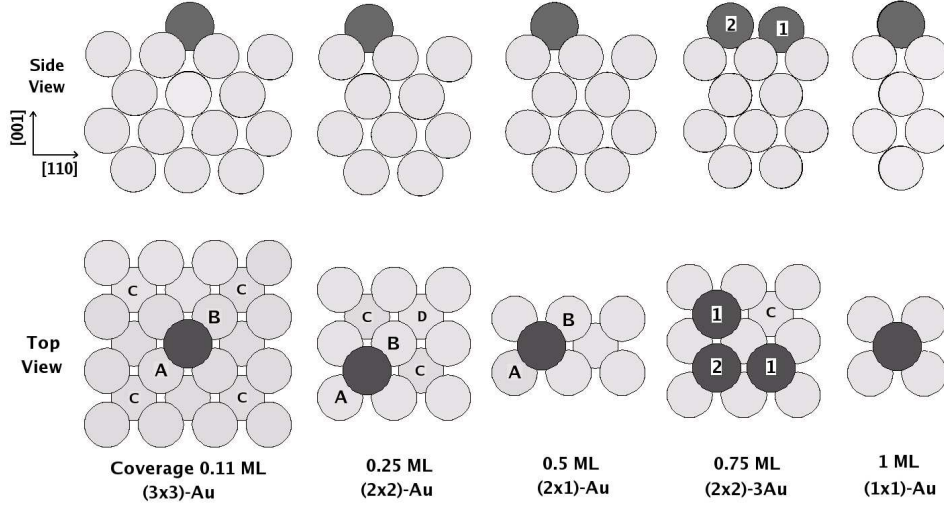 2
1
Side
View
[001]
[110]
C
C
B
A
C
C
C
D
B
C
A
B
A
1
C
2
1
Top
View
Coverage 0.11 ML
(3x3)-Au
0.25 ML
(2x2)-Au
0.5 ML
(2x1)-Au
0.75 ML
(2x2)-3Au
1 ML
(1x1)-Au